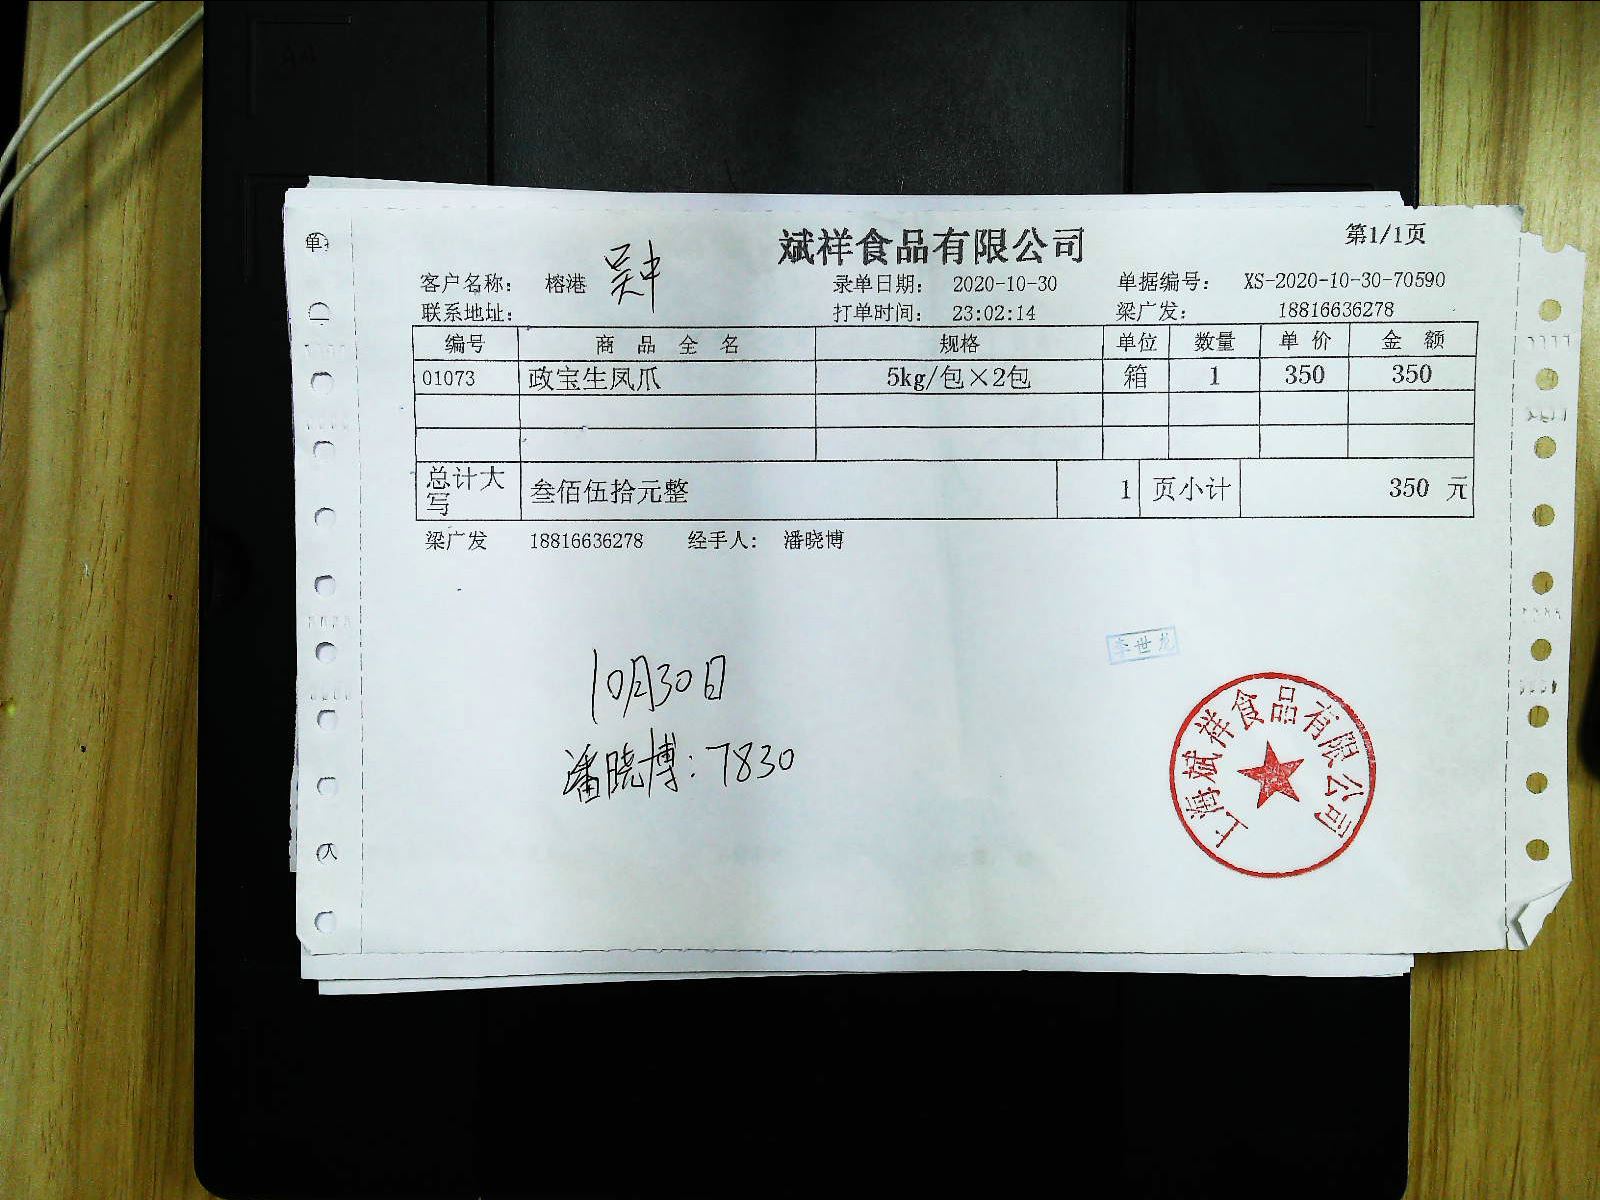 斌祥食品有限公司
第1/1页
客户名称： 榕港 吴中 录单日期： 2020-10-30 单据编号： XS-2020-10-30-70590
联系地址： 打单时间： 23:02:14 梁广发： 18816636278
编号 商品全名 规格 单位 数量 单价 金额
01073 政宝生凤爪 5kg/包×2包 箱 1 350 350
总计大写 叁佰伍拾元整 1 页小计 350 元
梁广发 18816636278 经手人： 潘晓博
李世龙
10月30日
潘晓博：7830
上海斌祥食品有限公司